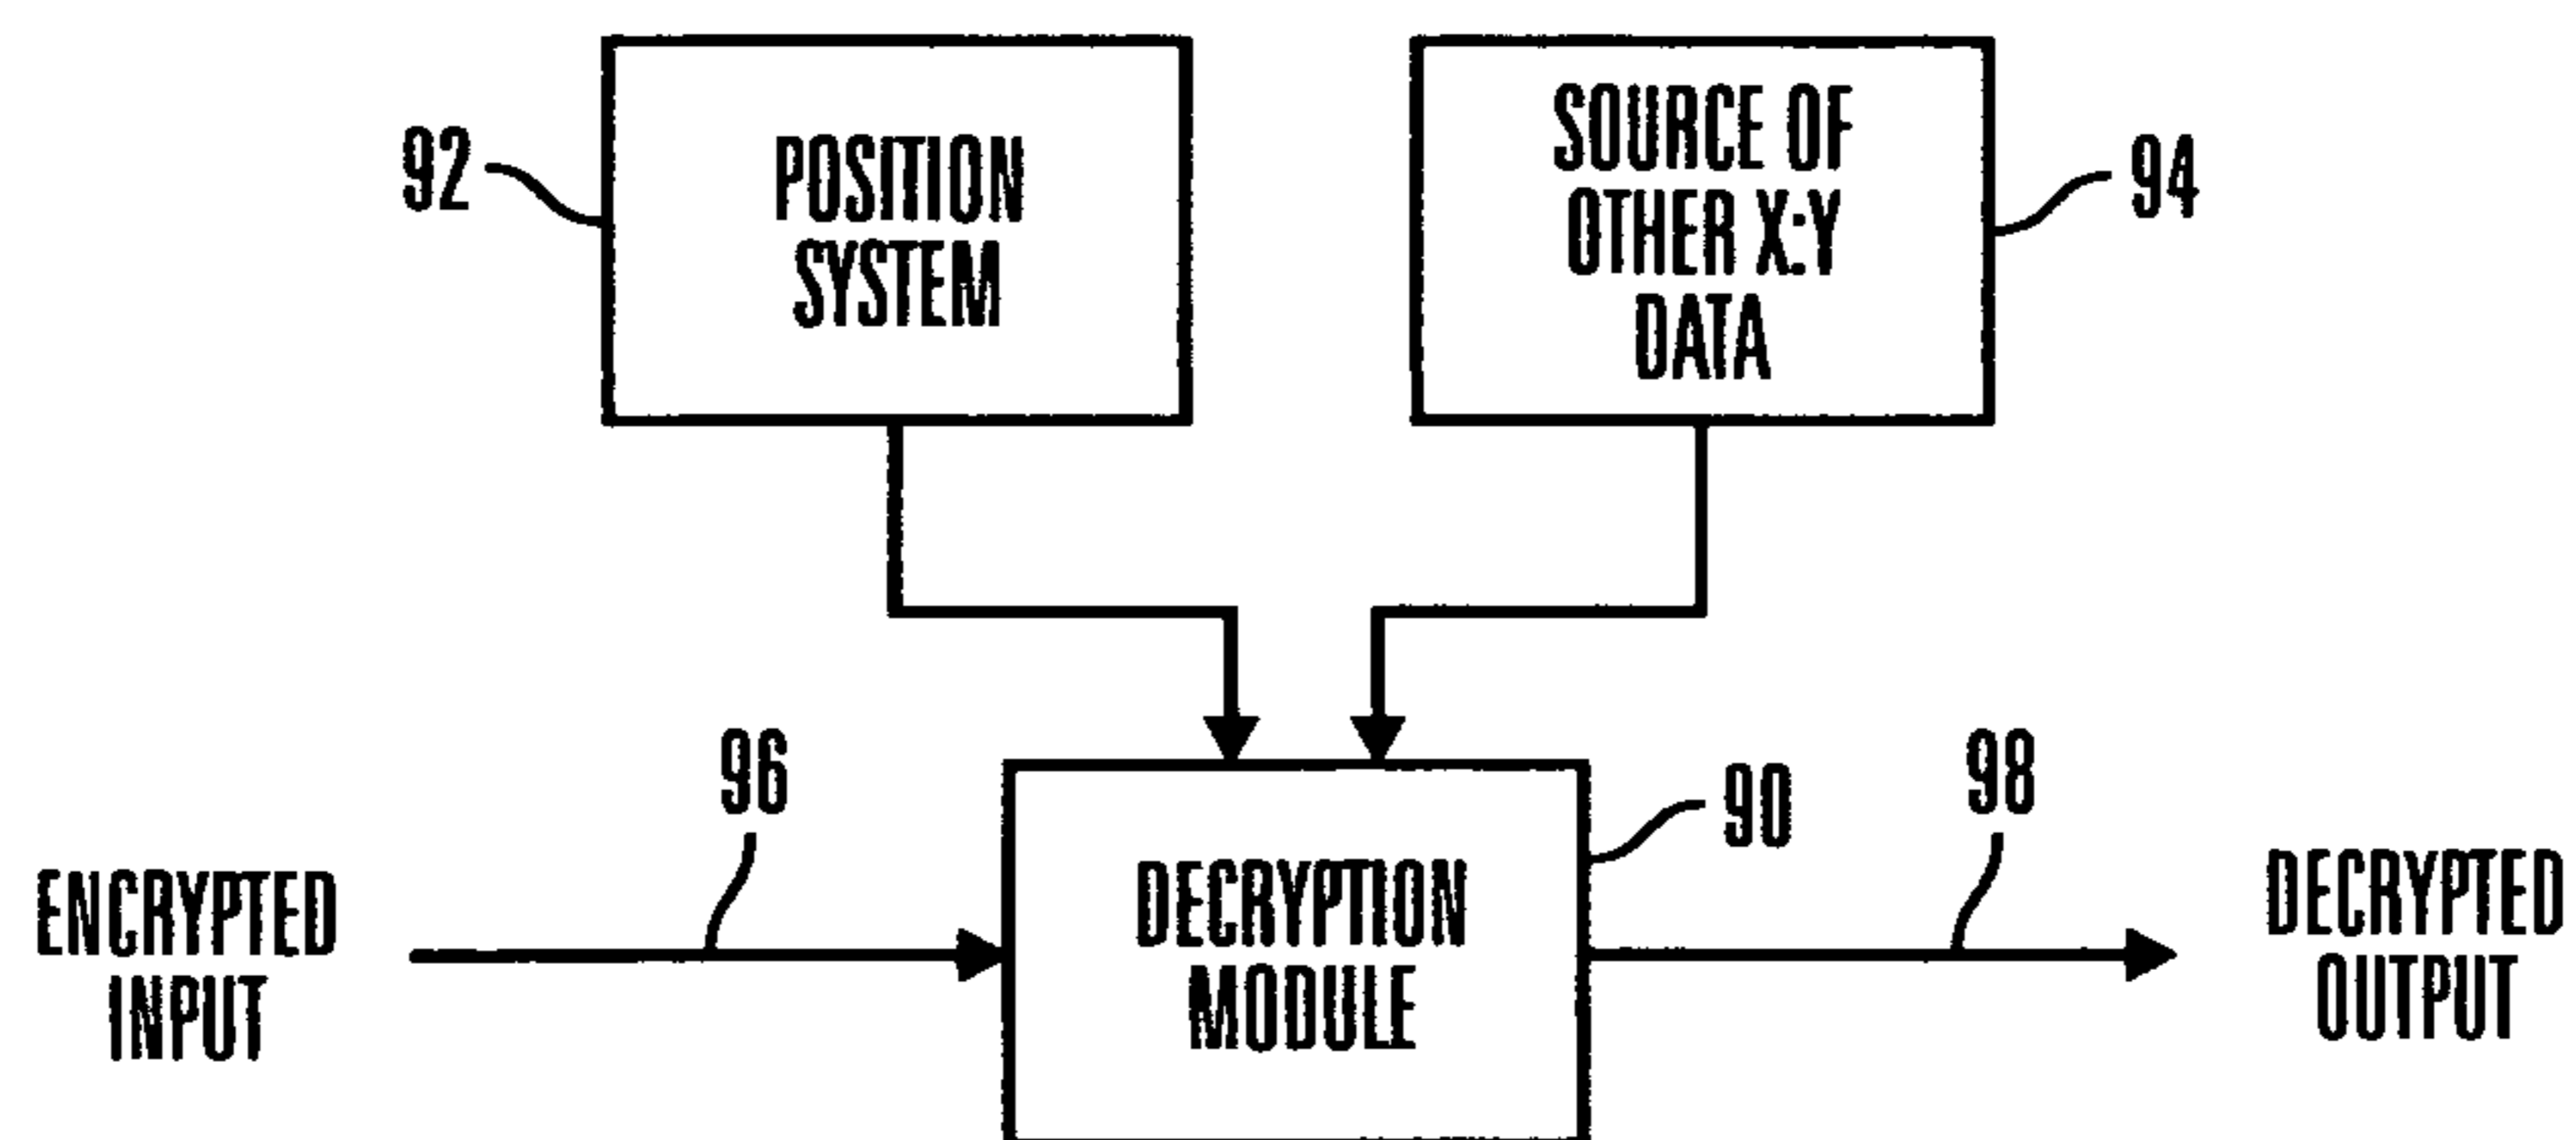 92
POSITION
SYSTEM
SOURCE OF
OTHER X:Y
DATA
94
96
90
98
ENCRYPTED
INPUT
DECRYPTION
MODULE
DECRYPTED
OUTPUT